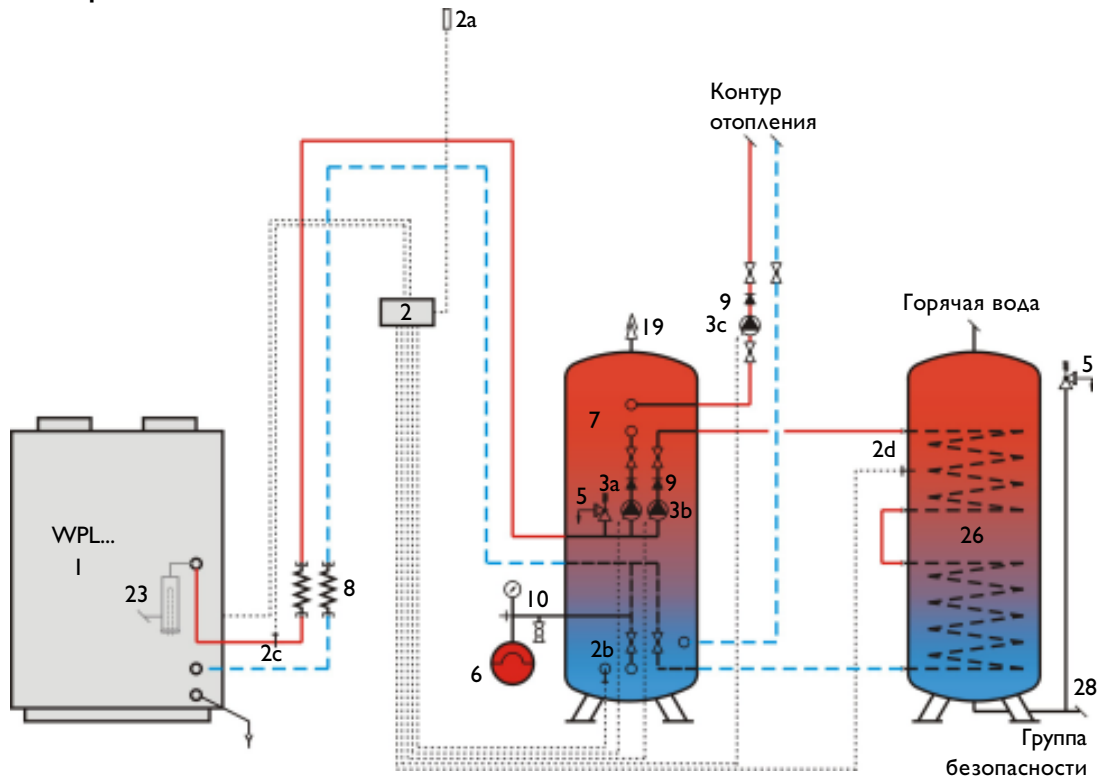 2a
Контур
отопления
2
9
3c
Горячая вода
19
5
7
2d
3a
9
5
3b
WPL...
1
26
23
8
10
2c
2b
6
28
Группа
безопасности